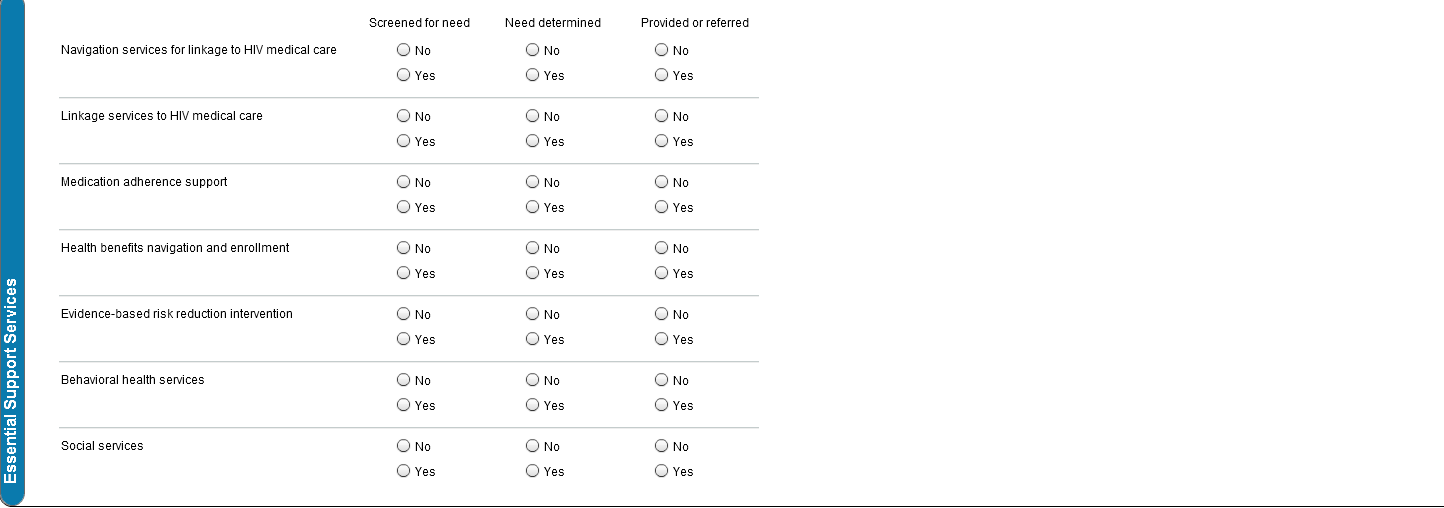 Screened for need Need determined Provided or referred
Navigation services for linkage to HIV medical care No No No
Yes Yes Yes
Linkage services to HIV medical care No No No
Yes Yes Yes
Medication adherence support No No No
Yes Yes Yes
Health benefits navigation and enrollment No No No
Yes Yes Yes
Evidence-based risk reduction intervention No No No
Yes Yes Yes
Behavioral health services No No No
Yes Yes Yes
Social services No No No
Yes Yes Yes
Essential Support Services